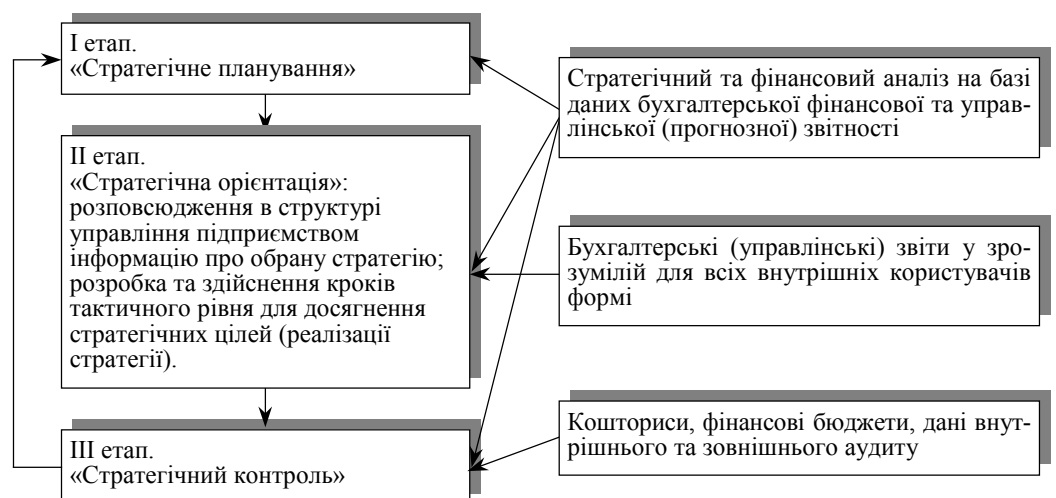 І етап.
«Стратегічне планування»
ІІ етап.
«Стратегічна орієнтація»:
розповсюдження в структурі
управління підприємством
інформацію про обрану стратегію;
розробка та здійснення кроків
тактичного рівня для досягнення
стратегічних цілей (реалізації
стратегії).
ІІІ етап.
«Стратегічний контроль»
Стратегічний та фінансовий аналіз на базі
даних бухгалтерської фінансової та управ-
лінської (прогнозної) звітності
Бухгалтерські (управлінські) звіти у зро-
зумілій для всіх внутрішніх користувачів
формі
Кошториси, фінансові бюджети, дані внут-
рішнього та зовнішнього аудиту